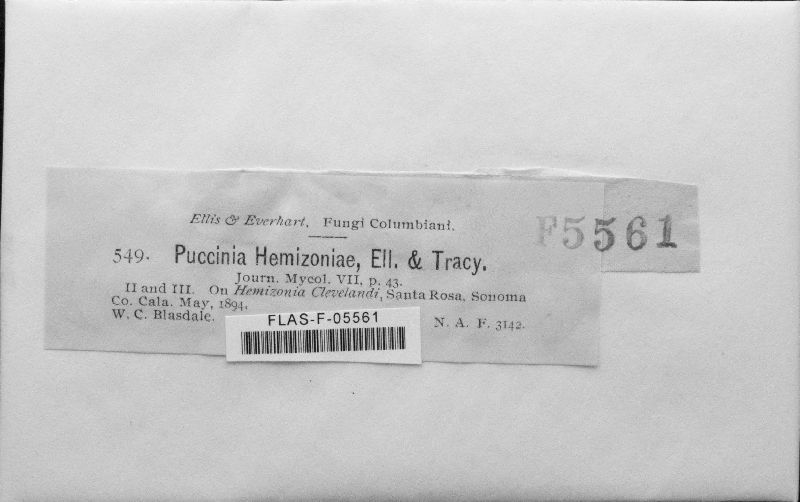 Ellis & Everhart, Fungi Columbiani.
F5561
549. Puccinia Hemizoniae, Ell. & Tracy.
Journ. Mycol. VII, p. 43.
II and III. On Hemizonia Clevelandi, Santa Rosa, Sonoma
Co. Cala. May, 1894,
W. C. Blasdale.
N. A. F. 3142.
FLAS-F-05561